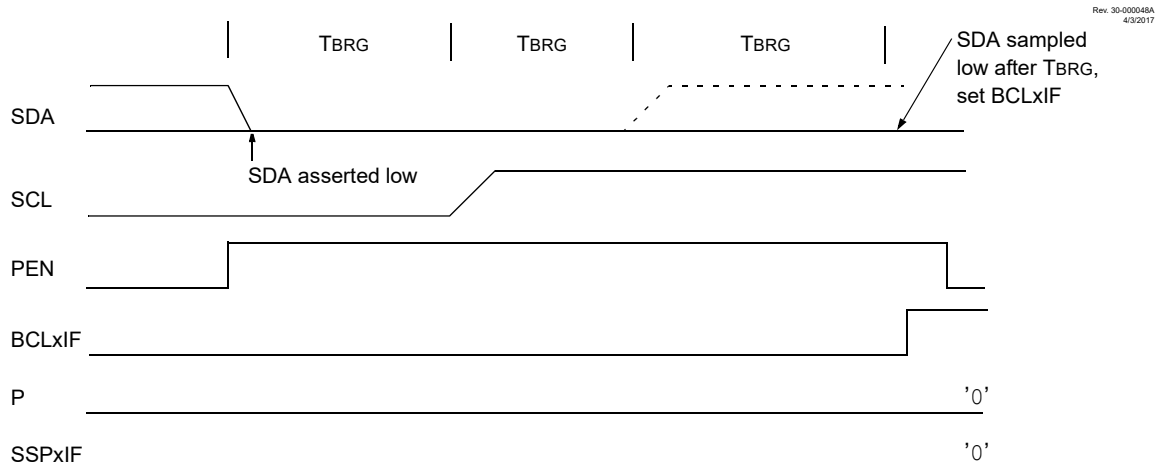 Rev. 30-000048A
4/3/2017
TBRG TBRG TBRG
SDA sampled
low after TBRG,
set BCLxIF
SDA
SDA asserted low
SCL
PEN
BCLxIF
P '0'
SSPxIF '0'